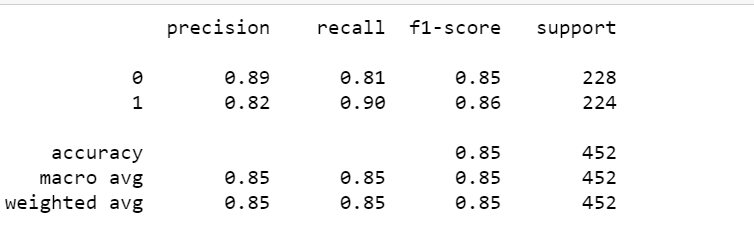 precision recall f1-score support
0 0.89 0.81 0.85 228
1 0.82 0.90 0.86 224
accuracy 0.85 452
macro avg 0.85 0.85 0.85 452
weighted avg 0.85 0.85 0.85 452